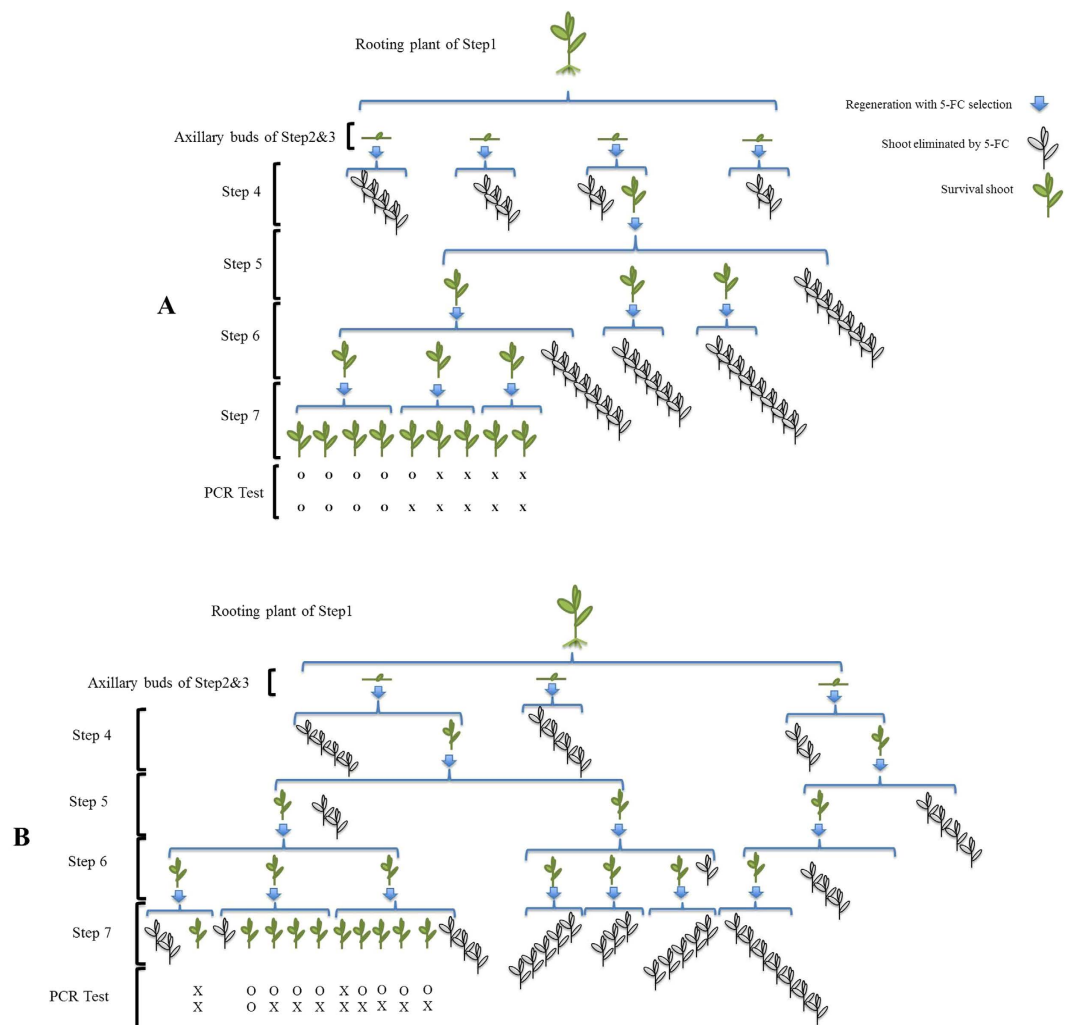 Rooting plant of Step1
Regeneration with 5-FC selection
Axillary buds of Step2&3
Shoot eliminated by 5-FC
Step 4
Survival shoot
Step 5
A
Step 6
Step 7
o o o o o x x x x
PCR Test
o o o o x x x x x
Rooting plant of Step1
Axillary buds of Step2&3
Step 4
Step 5
B
Step 6
Step 7
X O O O O X O O O O
PCR Test
X O X X X X X X X X